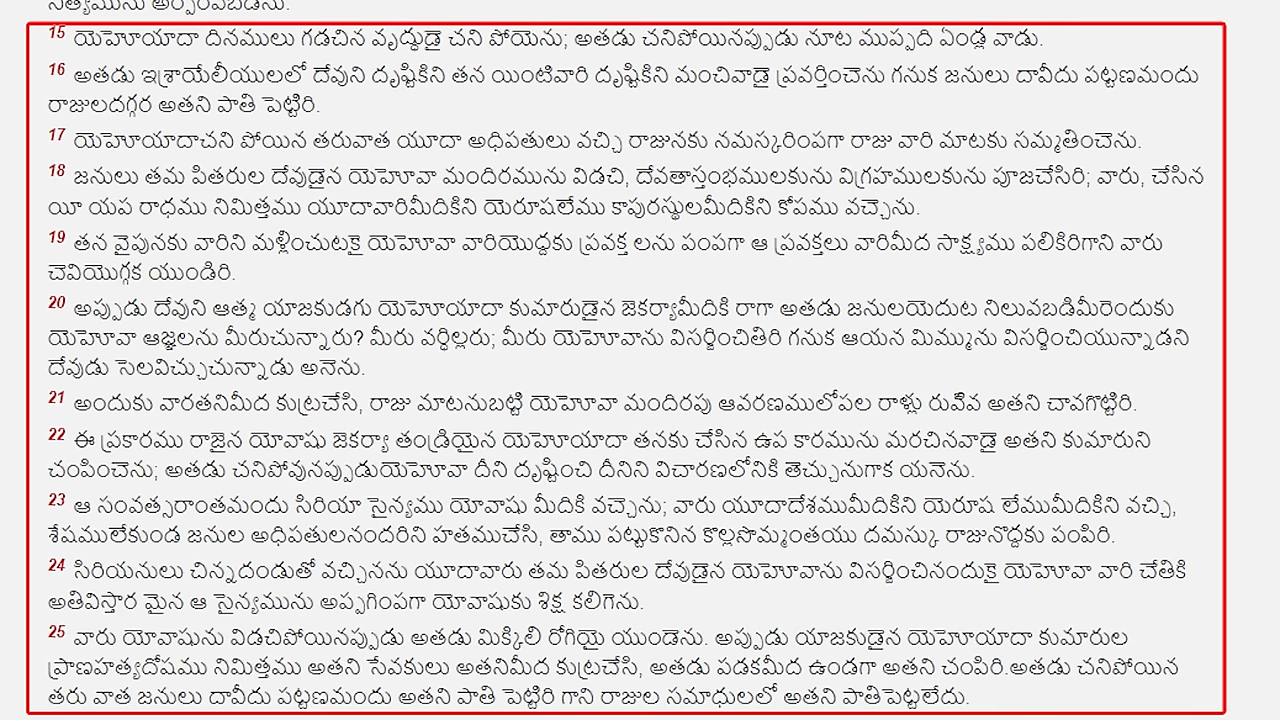 15 యెహోయాదా దినములు గడచిన వృద్ధుడై చని పోయెను; అతడు చనిపోయినప్పుడు నూట ముప్పది ఏండ్ల వాడు.
16 అతడు ఇశ్రాయేలీయులలో దేవుని దృష్టికిని తన యింటివారి దృష్టికిని మంచివాడై ప్రవర్తించెను గనుక జనులు దావీదు పట్టణమందు
రాజులదగ్గర అతని పాతి పెట్టిరి.
17 యెహోయాదాచని పోయిన తరువాత యూదా అధిపతులు వచ్చి రాజునకు నమస్కరింపగా రాజు వారి మాటకు సమ్మతించెను.
18 జనులు తమ పితరుల దేవుడైన యెహోవా మందిరమును విడచి, దేవతాస్తంభములకును విగ్రహములకును పూజచేసిరి; వారు, చేసిన
యీ యప రాధము నిమిత్తము యూదావారిమీదికిని యెరూషలేము కాపురస్థులమీదికిని కోపము వచ్చెను.
19 తన వైపునకు వారిని మళ్లించుటకై యెహోవా వారియొద్దకు ప్రవక్త లను పంపగా ఆ ప్రవక్తలు వారిమీద సాక్ష్యము పలికిరిగాని వారు
చెవియొగ్గక యుండిరి.
20 అప్పుడు దేవుని ఆత్మ యాజకుడగు యెహోయాదా కుమారుడైన జెకర్యామీదికి రాగా అతడు జనులయెదుట నిలువబడిమీరెందుకు
యెహోవా ఆజ్ఞలను మీరుచున్నారు? మీరు వర్ధిల్లరు; మీరు యెహోవాను విసర్జించితిరి గనుక ఆయన మిమ్మును విసర్జించియున్నాడని
దేవుడు సెలవిచ్చుచున్నాడు అనెను.
21 అందుకు వారతనిమీద కుట్రచేసి, రాజు మాటనుబట్టి యెహోవా మందిరపు ఆవరణములోపల రాళ్లు రువి్వ అతని చావగొట్టిరి.
22 ఈ ప్రకారము రాజైన యోవాషు జెకర్యా తండ్రియైన యెహోయాదా తనకు చేసిన ఉప కారమును మరచినవాడై అతని కుమారుని
చంపించెను; అతడు చనిపోవునప్పుడుయెహోవా దీని దృష్టించి దీనిని విచారణలోనికి తెచ్చునుగాక యనెను.
23 ఆ సంవత్సరాంతమందు సిరియా సైన్యము యోవాషు మీదికి వచ్చెను; వారు యూదాదేశముమీదికిని యెరూష లేముమీదికిని వచ్చి,
శేషములేకుండ జనుల అధిపతులనందరిని హతముచేసి, తాము పట్టుకొనిన కొల్లసొమ్మంతయు దమస్కు రాజునొద్దకు పంపిరి.
24 సిరియనులు చిన్నదండుతో వచ్చినను యూదావారు తమ పితరుల దేవుడైన యెహోవాను విసర్జించినందుకై యెహోవా వారి చేతికి
అతివిస్తార మైన ఆ సైన్యమును అప్పగింపగా యోవాషుకు శిక్ష కలిగెను.
25 వారు యోవాషును విడచిపోయినప్పుడు అతడు మిక్కిలి రోగియై యుండెను. అప్పుడు యాజకుడైన యెహోయాదా కుమారుల
ప్రాణహత్యదోషము నిమిత్తము అతని సేవకులు అతనిమీద కుట్రచేసి, అతడు పడకమీద ఉండగా అతని చంపిరి.అతడు చనిపోయిన
తరు వాత జనులు దావీదు పట్టణమందు అతని పాతి పెట్టిరి గాని రాజుల సమాధులలో అతని పాతిపెట్టలేదు.